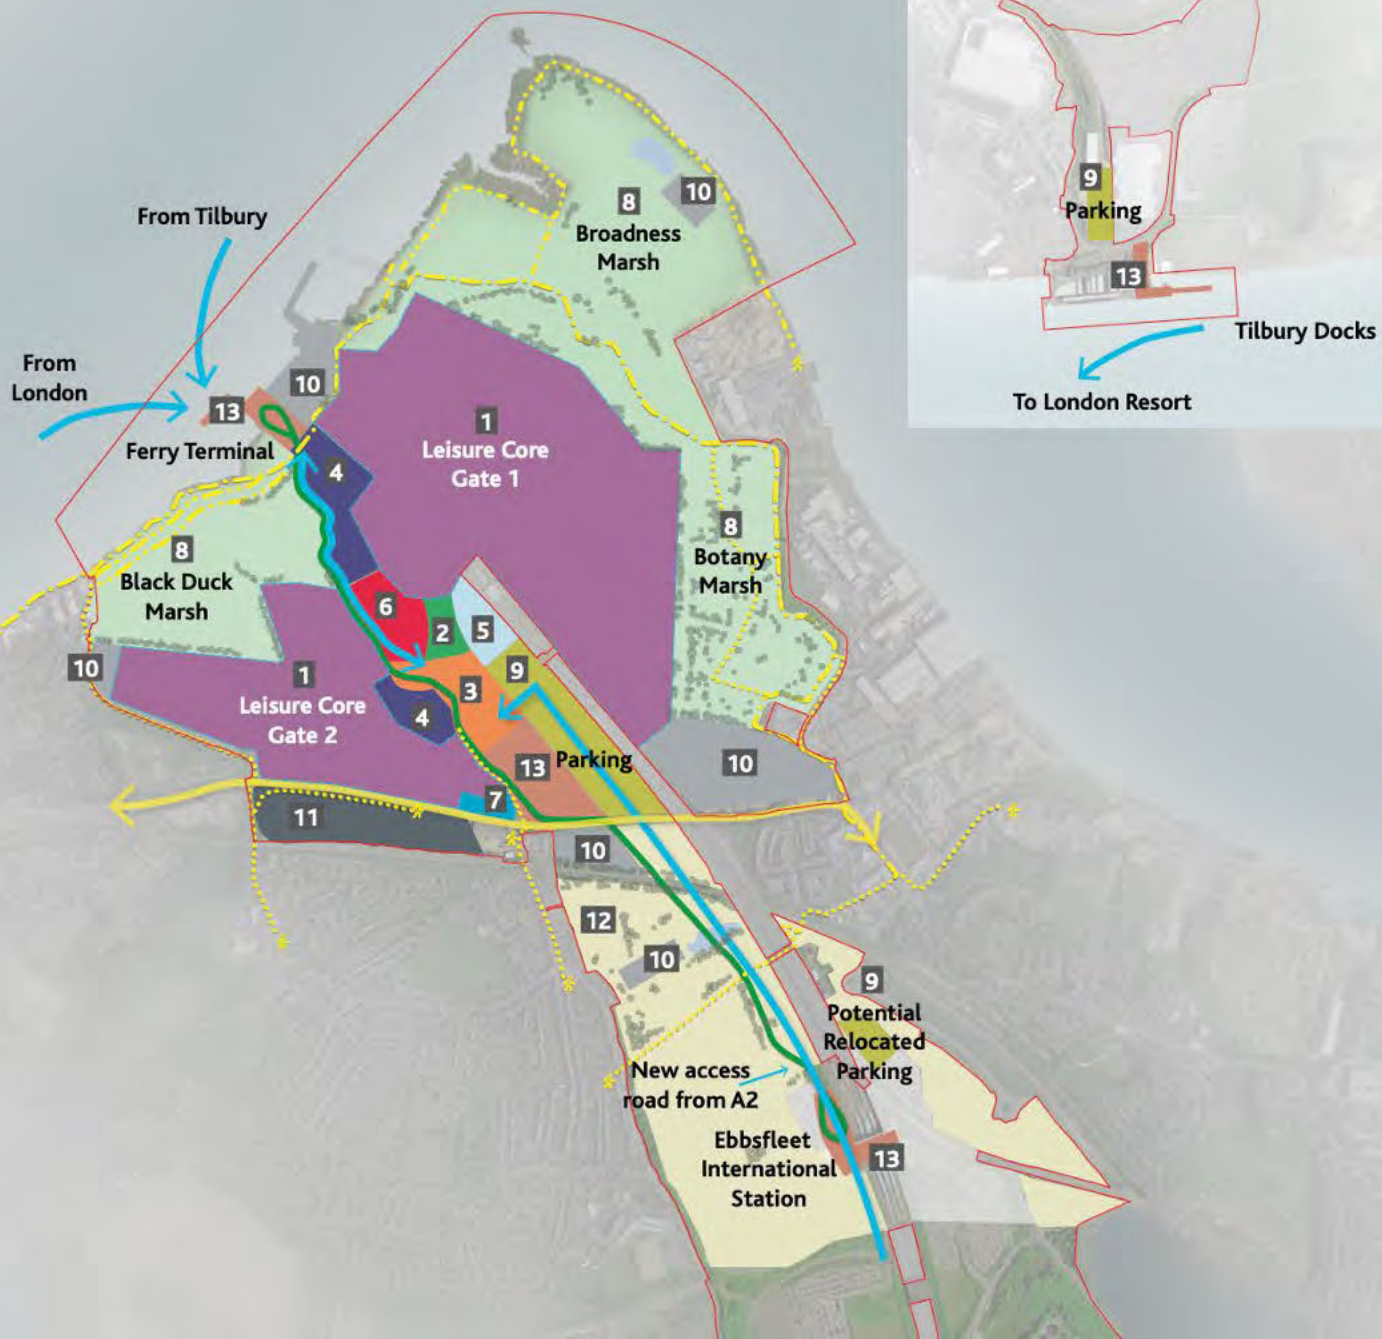 9
Parking
13
Tilbury Docks
To London Resort
From Tilbury
8
Broadness
Marsh
10
From
London
10
13
Ferry Terminal
4
1
Leisure Core
Gate 1
8
Black Duck
Marsh
8
Botany
Marsh
6
2
5
10
1
Leisure Core
Gate 2
3
9
4
13
Parking
10
7
11
10
12
10
9
Potential
Relocated
Parking
New access
road from A2
Ebbsfleet
International
Station
13